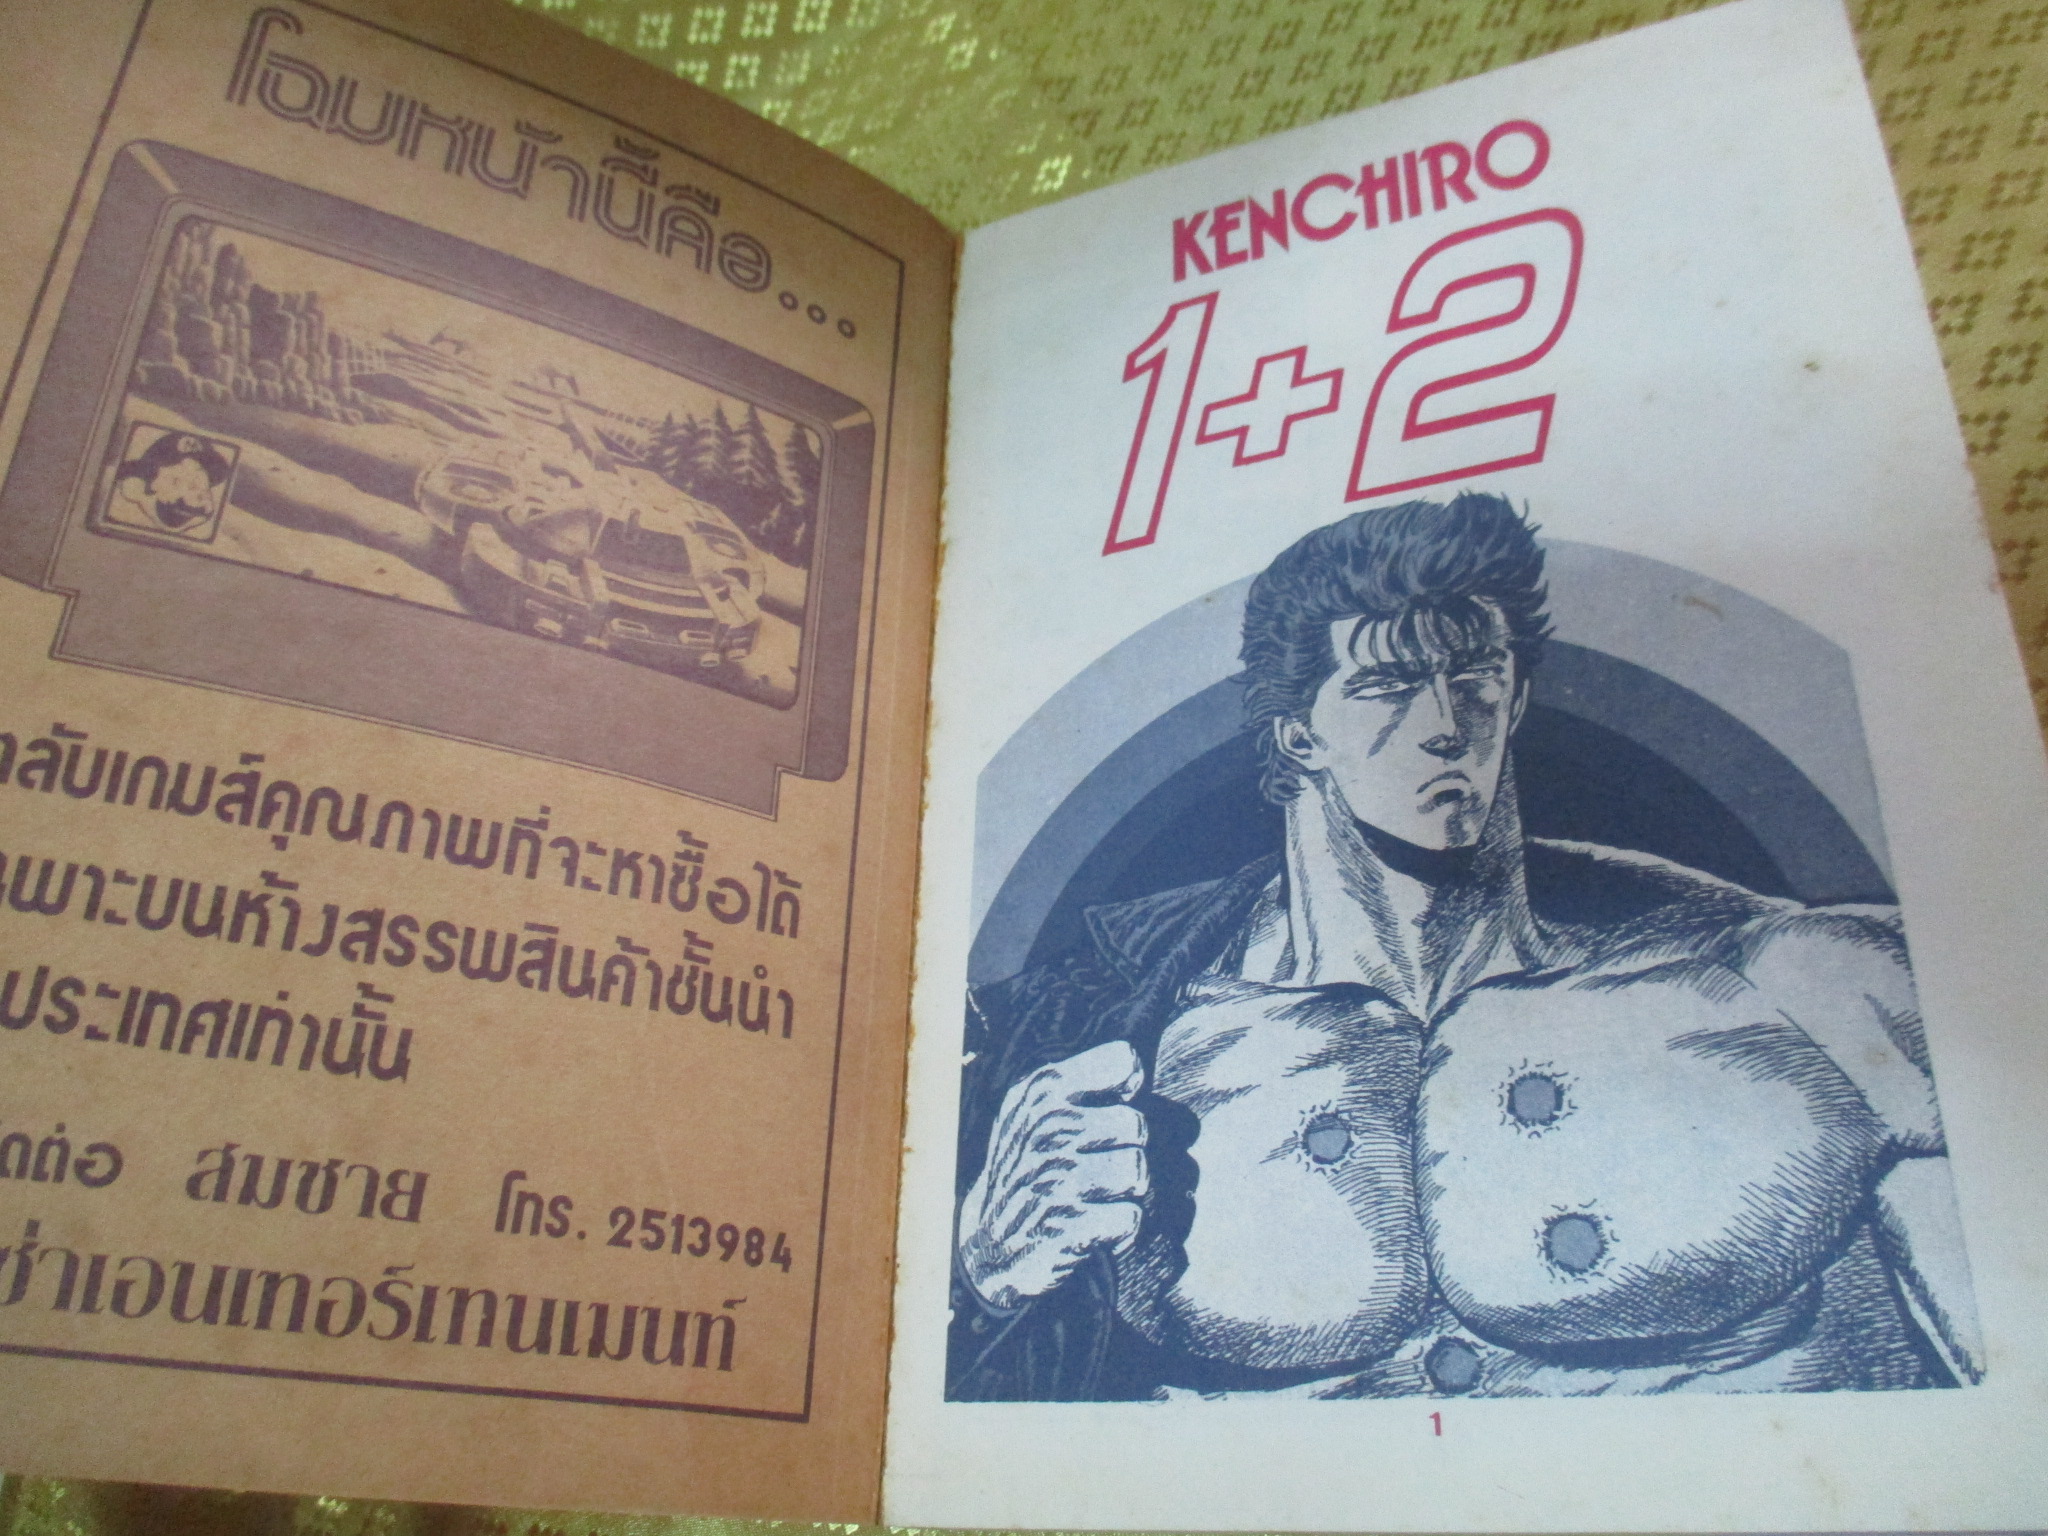 โฉมหน้านี้คือ...
ตลับเกมส์คุณภาพที่จะหาซื้อได้
เฉพาะบนห้างสรรพสินค้าชั้นนำ
ประเทศเท่านั้น
ติดต่อ สมชาย โทร. 2513984
ซ่าเอนเทอร์เทนเมนท์
KENCHIRO
1+2
1